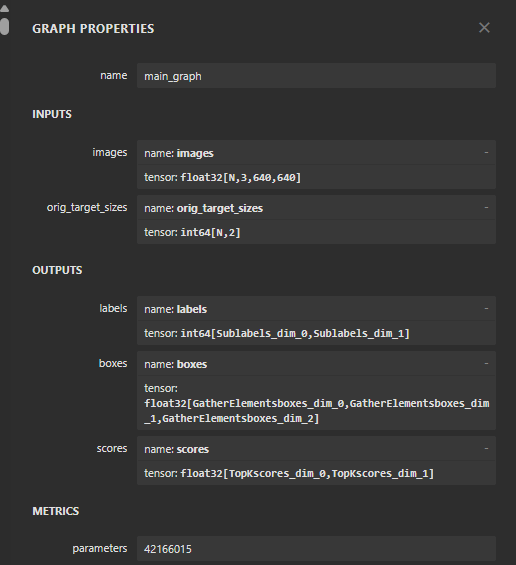 GRAPH PROPERTIES
name main_graph
INPUTS
images name: images
tensor: float32[N,3,640,640]
orig_target_sizes name: orig_target_sizes
tensor: int64[N,2]
OUTPUTS
labels name: labels
tensor: int64[Sublabels_dim_0,Sublabels_dim_1]
boxes name: boxes
tensor:
float32[GatherElementsboxes_dim_0,GatherElementsboxes_dim
_1,GatherElementsboxes_dim_2]
scores name: scores
tensor: float32[TopKscores_dim_0,TopKscores_dim_1]
METRICS
parameters 42166015